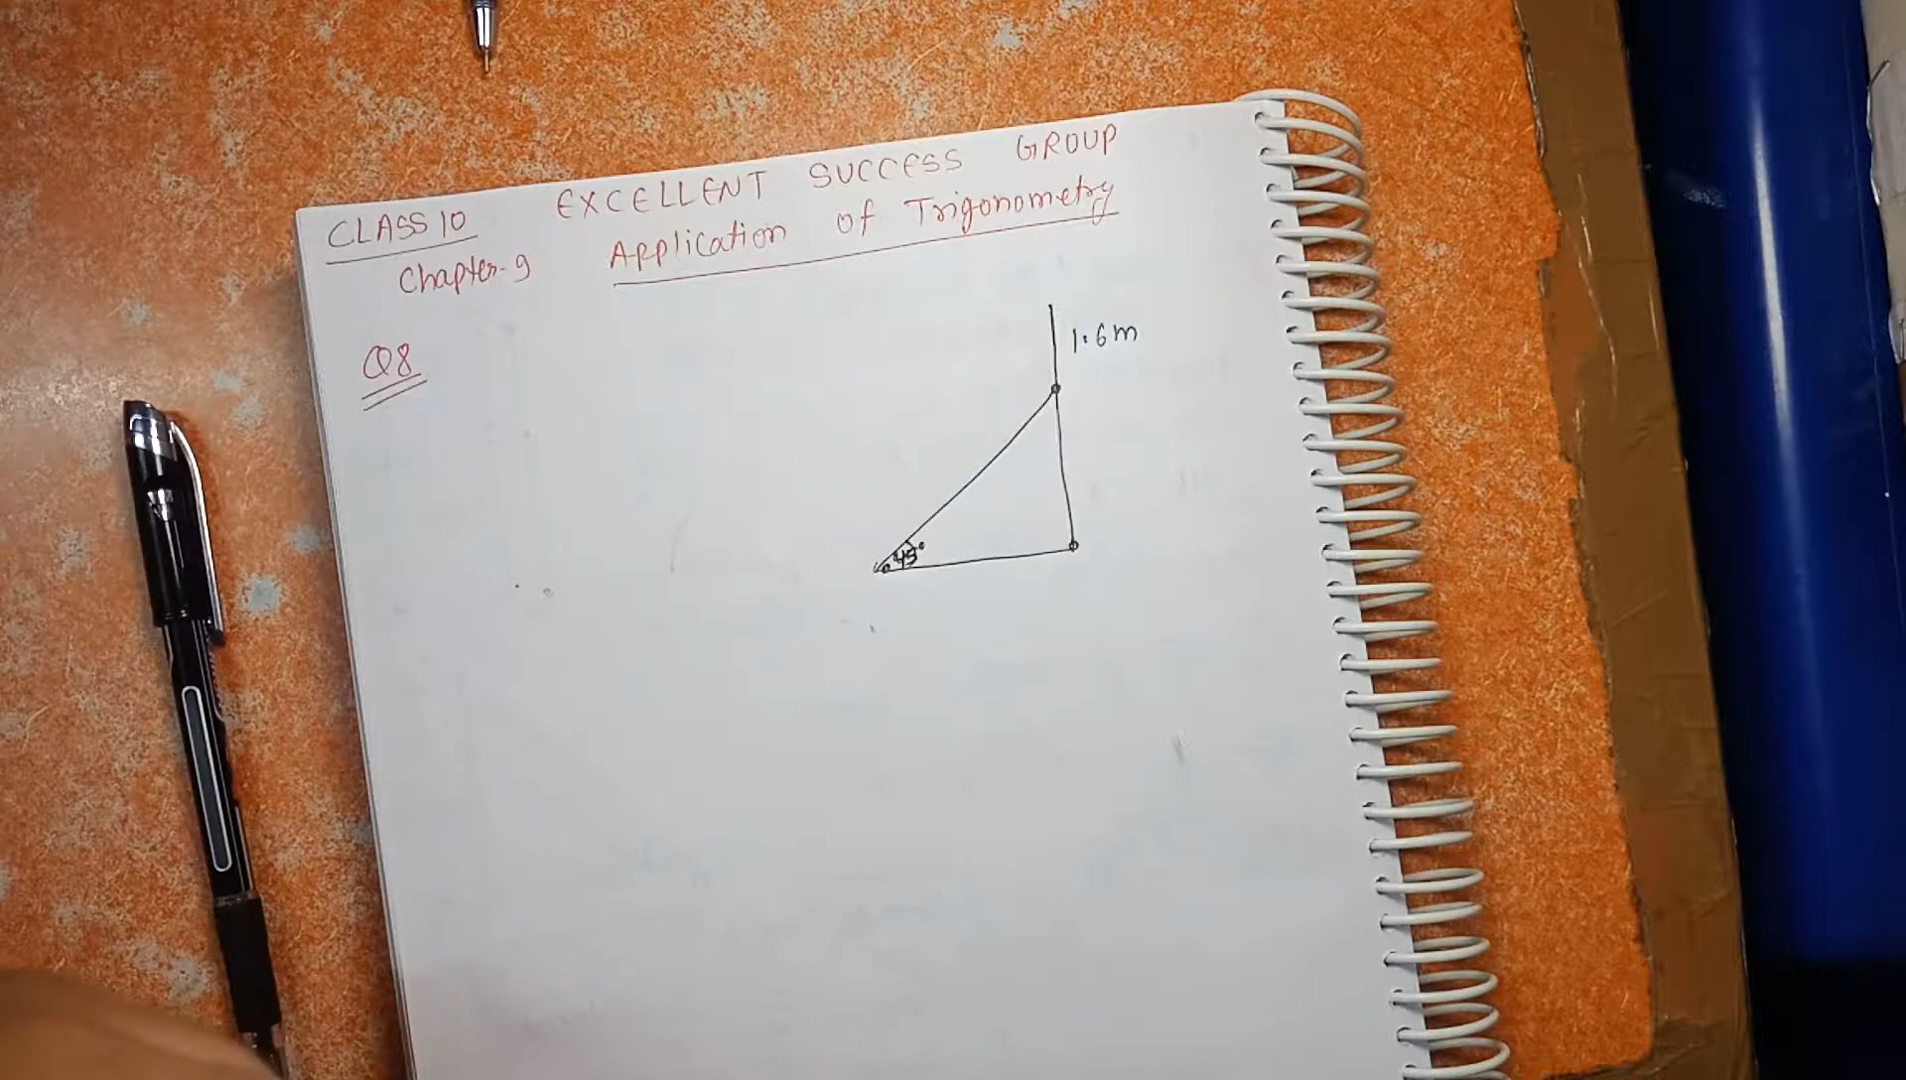 EXCELLENT SUCCESS GROUP
CLASS 10
Application of Trigonometry
Chapter-9
Q8
1.6m
45°